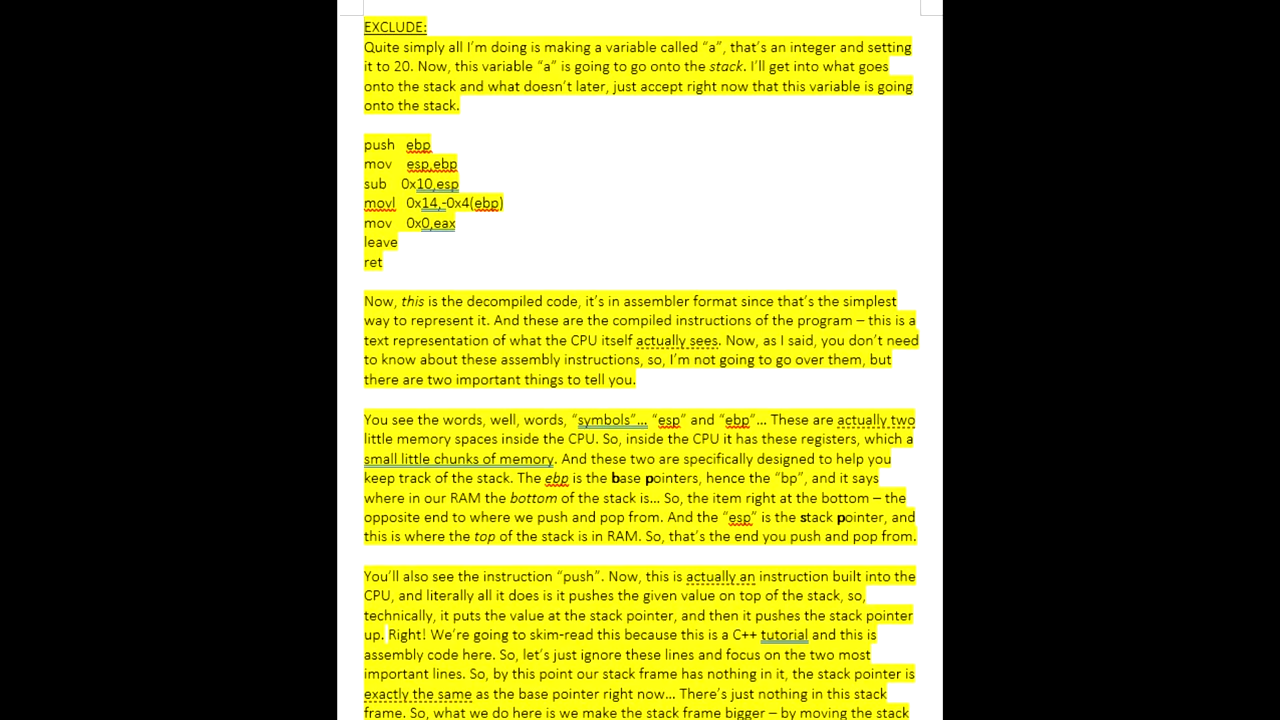 EXCLUDE:
Quite simply all I’m doing is making a variable called “a”, that’s an integer and setting
it to 20. Now, this variable “a” is going to go onto the stack. I’ll get into what goes
onto the stack and what doesn’t later, just accept right now that this variable is going
onto the stack.
push ebp
mov esp,ebp
sub 0x10,esp
movl 0x14,-0x4(ebp)
mov 0x0,eax
leave
ret
Now, this is the decompiled code, it’s in assembler format since that’s the simplest
way to represent it. And these are the compiled instructions of the program – this is a
text representation of what the CPU itself actually sees. Now, as I said, you don’t need
to know about these assembly instructions, so, I’m not going to go over them, but
there are two important things to tell you.
You see the words, well, words, “symbols”… “esp” and “ebp”… These are actually two
little memory spaces inside the CPU. So, inside the CPU it has these registers, which a
small little chunks of memory. And these two are specifically designed to help you
keep track of the stack. The ebp is the base pointers, hence the “bp”, and it says
where in our RAM the bottom of the stack is… So, the item right at the bottom – the
opposite end to where we push and pop from. And the “esp” is the stack pointer, and
this is where the top of the stack is in RAM. So, that’s the end you push and pop from.
You’ll also see the instruction “push”. Now, this is actually an instruction built into the
CPU, and literally all it does is it pushes the given value on top of the stack, so,
technically, it puts the value at the stack pointer, and then it pushes the stack pointer
up. Right! We’re going to skim-read this because this is a C++ tutorial and this is
assembly code here. So, let’s just ignore these lines and focus on the two most
important lines. So, by this point our stack frame has nothing in it, the stack pointer is
exactly the same as the base pointer right now… There’s just nothing in this stack
frame. So, what we do here is we make the stack frame bigger – by moving the stack